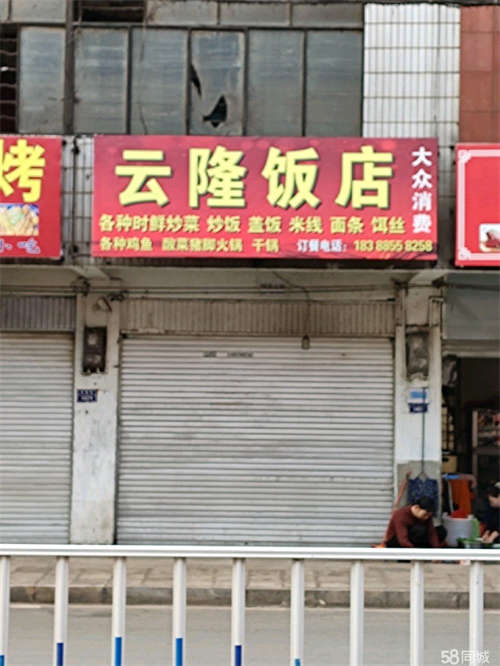 烤
小吃
云隆饭店
大众消费
各种时鲜炒菜 炒饭 盖饭 米线 面条 饵丝
各种鸡鱼 酸菜猪脚火锅 干锅 订餐电话：183 8855 8258
58同城